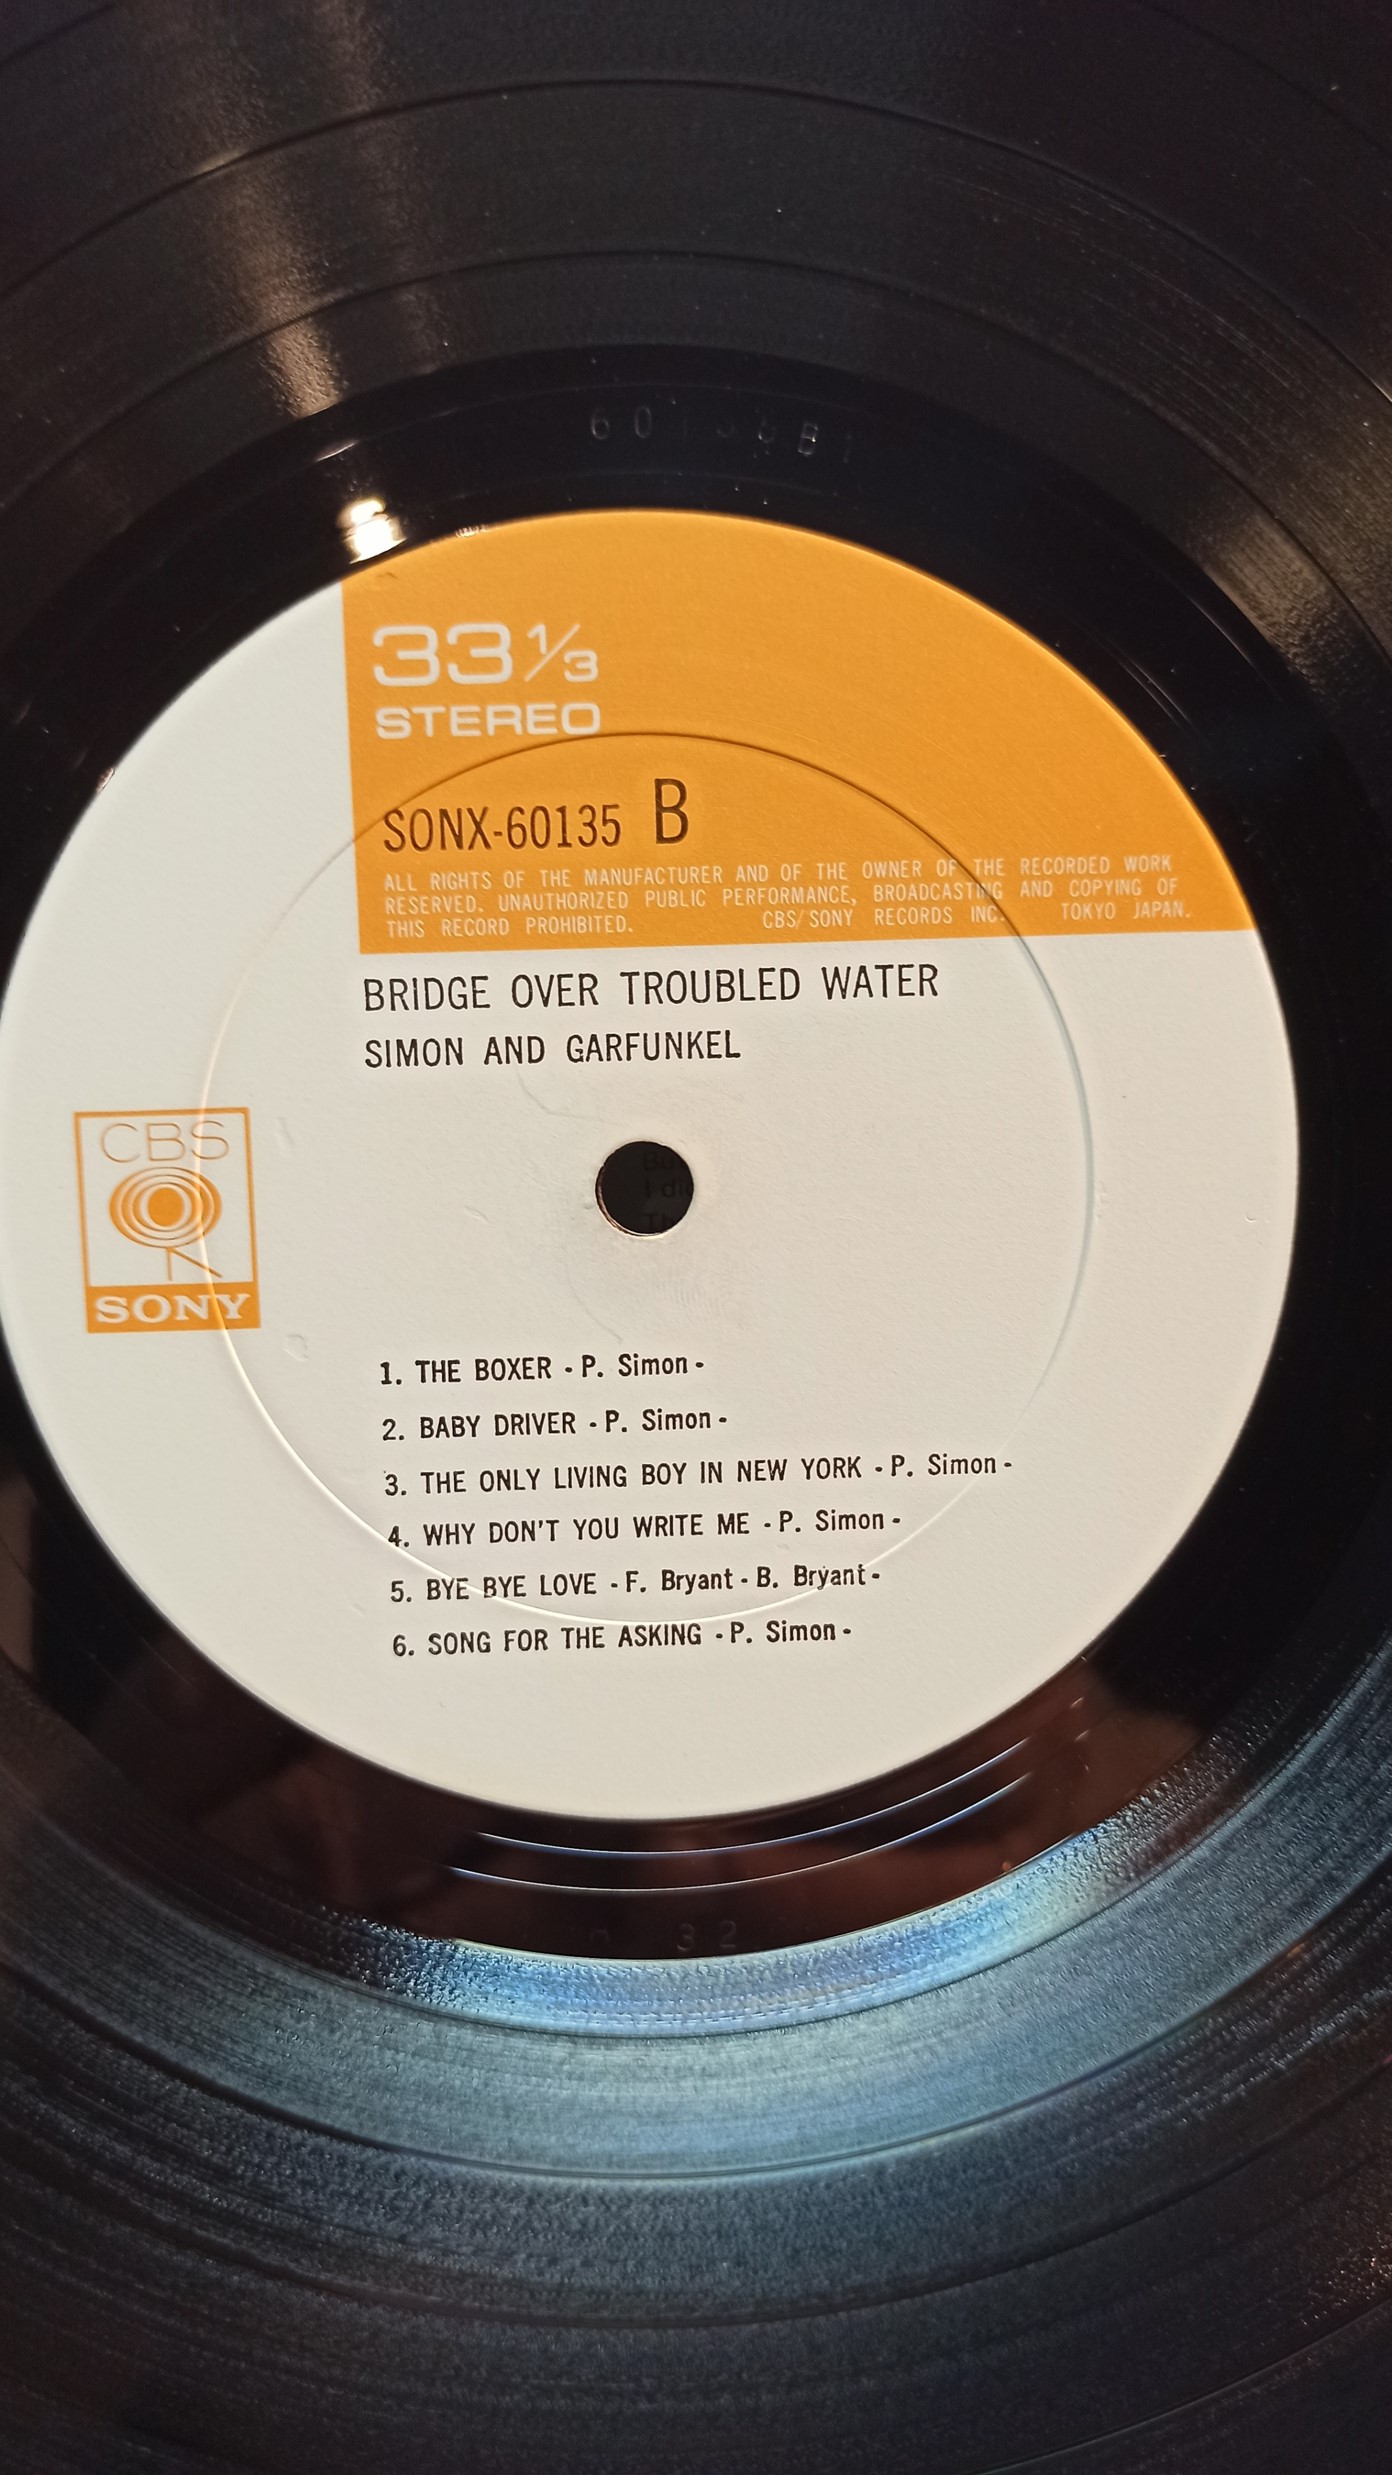 33 1/3
STEREO
SONX-60135 B
ALL RIGHTS OF THE MANUFACTURER AND OF THE OWNER OF THE RECORDED WORK
RESERVED. UNAUTHORIZED PUBLIC PERFORMANCE, BROADCASTING AND COPYING OF
THIS RECORD PROHIBITED. CBS/SONY RECORDS INC. TOKYO JAPAN.
BRIDGE OVER TROUBLED WATER
SIMON AND GARFUNKEL
CBS
SONY
1. THE BOXER - P. Simon -
2. BABY DRIVER - P. Simon -
3. THE ONLY LIVING BOY IN NEW YORK - P. Simon -
4. WHY DON'T YOU WRITE ME - P. Simon -
5. BYE BYE LOVE - F. Bryant - B. Bryant -
6. SONG FOR THE ASKING - P. Simon -
32